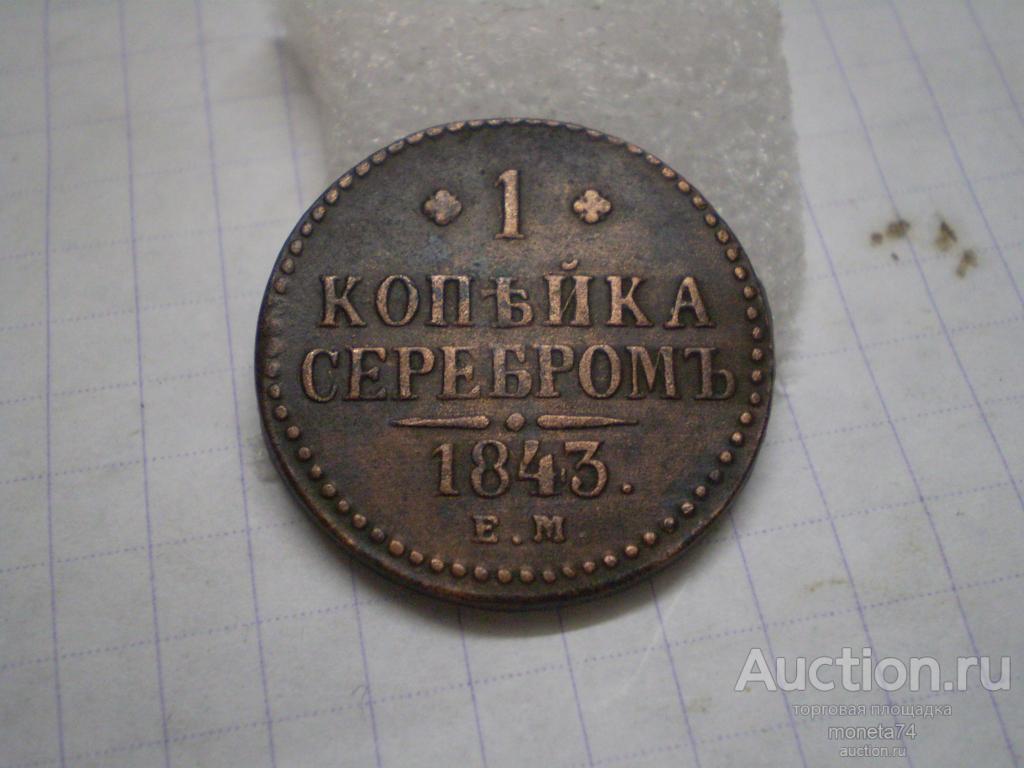 1
КОПѢЙКА
СЕРЕБРОМЪ
1843.
Е.М
Auction.ru
торговая площадка
moneta74
auction.ru